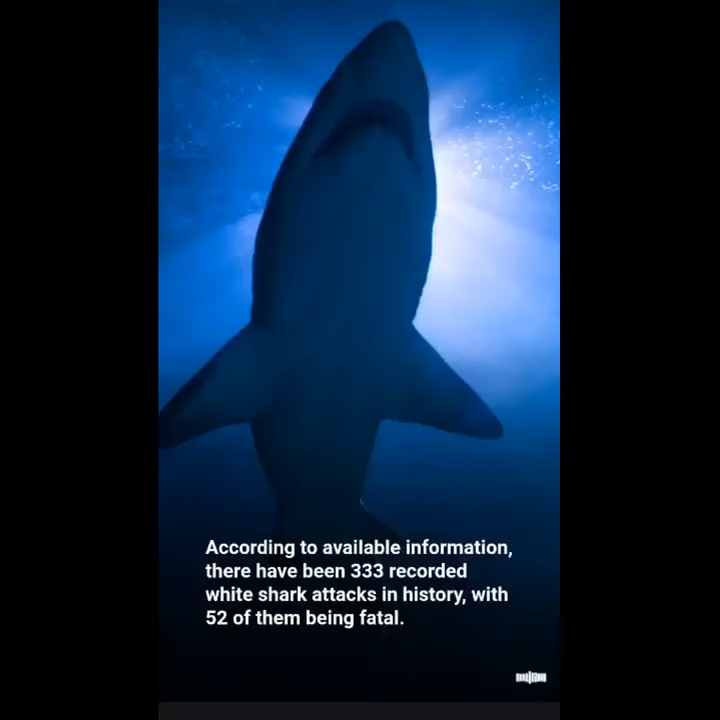 According to available information,
there have been 333 recorded
white shark attacks in history, with
52 of them being fatal.